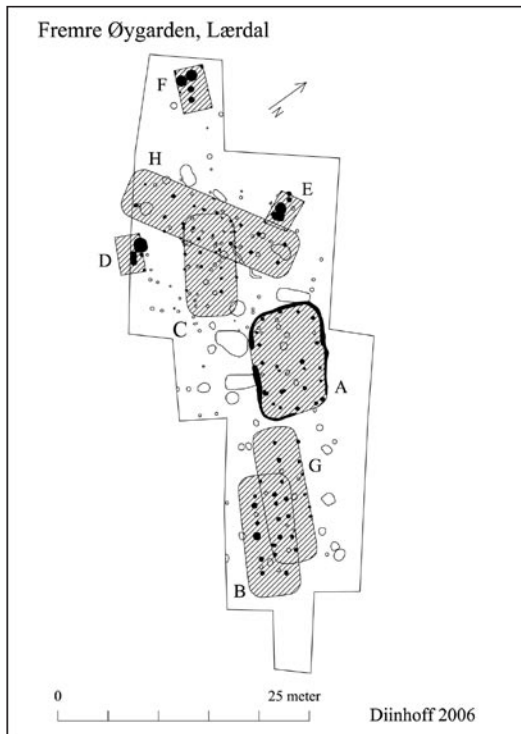 Fremre Øygarden, Lærdal
F
N
H
E
D
C
A
G
B
0 25 meter
Diinhoff 2006